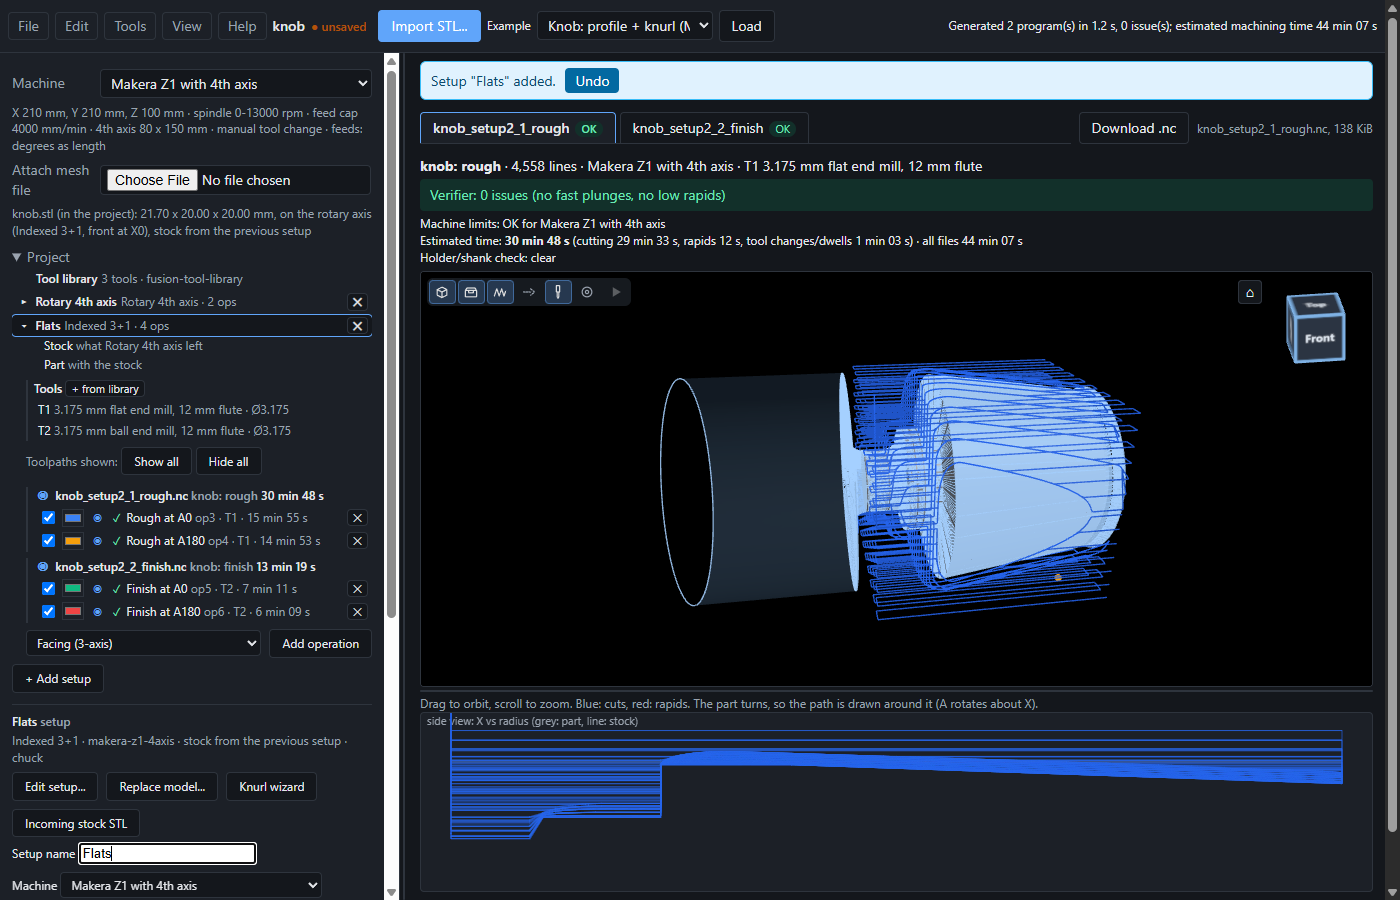 File Edit Tools View Help knob • unsaved Import STL... Example Knob: profile + knurl (N Load Generated 2 program(s) in 1.2 s, 0 issue(s); estimated machining time 44 min 07 s
Machine Makera Z1 with 4th axis
X 210 mm, Y 210 mm, Z 100 mm · spindle 0-13000 rpm · feed cap
4000 mm/min · 4th axis 80 x 150 mm · manual tool change · feeds:
degrees as length
Attach mesh
file
Choose File No file chosen
knob.stl (in the project): 21.70 x 20.00 x 20.00 mm, on the rotary axis
(Indexed 3+1, front at X0), stock from the previous setup
▼ Project
Tool library 3 tools · fusion-tool-library
Rotary 4th axis Rotary 4th axis · 2 ops ✕
Flats Indexed 3+1 · 4 ops ✕
Stock what Rotary 4th axis left
Part with the stock
Tools + from library
T1 3.175 mm flat end mill, 12 mm flute · Ø3.175
T2 3.175 mm ball end mill, 12 mm flute · Ø3.175
Toolpaths shown: Show all Hide all
knob_setup2_1_rough.nc knob: rough 30 min 48 s
✓ Rough at A0 op3 · T1 · 15 min 55 s ✕
✓ Rough at A180 op4 · T1 · 14 min 53 s ✕
knob_setup2_2_finish.nc knob: finish 13 min 19 s
✓ Finish at A0 op5 · T2 · 7 min 11 s ✕
✓ Finish at A180 op6 · T2 · 6 min 09 s ✕
Facing (3-axis) Add operation
+ Add setup
Flats setup
Indexed 3+1 · makera-z1-4axis · stock from the previous setup ·
chuck
Edit setup... Replace model... Knurl wizard
Incoming stock STL
Setup name Flats
Machine Makera Z1 with 4th axis
Setup "Flats" added. Undo
knob_setup2_1_rough OK knob_setup2_2_finish OK Download .nc knob_setup2_1_rough.nc, 138 KiB
knob: rough · 4,558 lines · Makera Z1 with 4th axis · T1 3.175 mm flat end mill, 12 mm flute
Verifier: 0 issues (no fast plunges, no low rapids)
Machine limits: OK for Makera Z1 with 4th axis
Estimated time: 30 min 48 s (cutting 29 min 33 s, rapids 12 s, tool changes/dwells 1 min 03 s) · all files 44 min 07 s
Holder/shank check: clear
Top
Front
Drag to orbit, scroll to zoom. Blue: cuts, red: rapids. The part turns, so the path is drawn around it (A rotates about X).
side view: X vs radius (grey: part, line: stock)